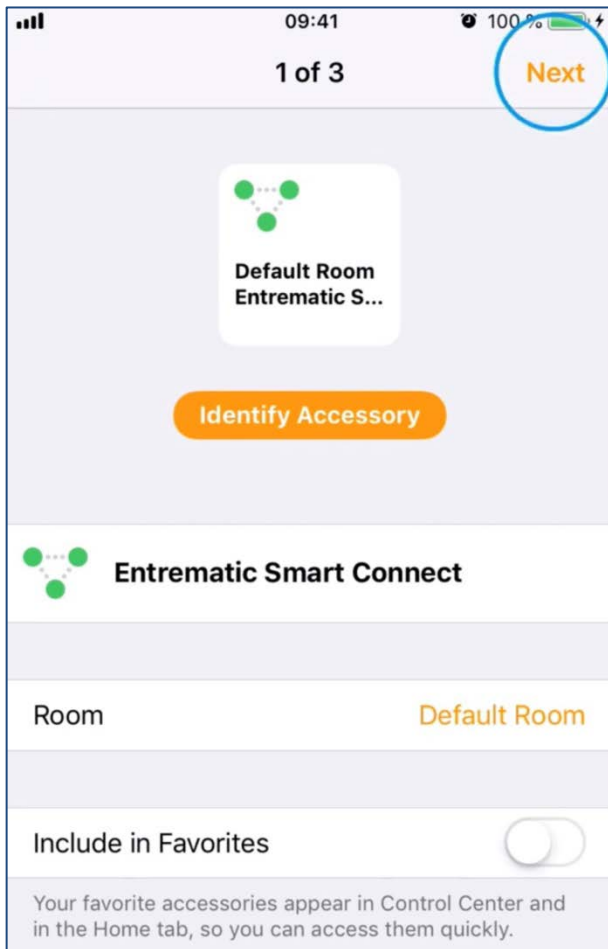 09:41
100 %
1 of 3
Next
Default Room
Entrematic S...
Identify Accessory
Entrematic Smart Connect
Room
Default Room
Include in Favorites
Your favorite accessories appear in Control Center and
in the Home tab, so you can access them quickly.